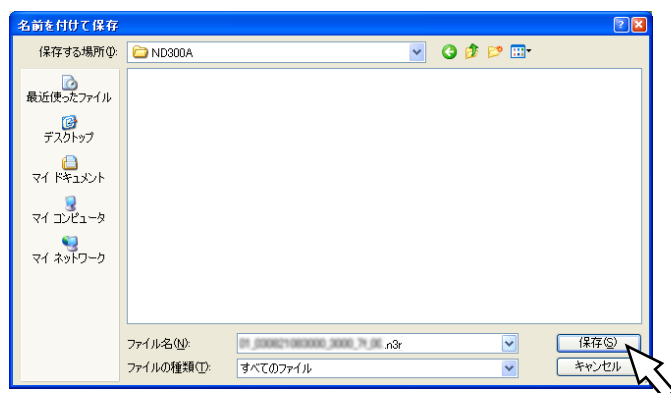 名前を付けて保存
保存する場所(I):
ND300A
最近使ったファイル
デスクトップ
マイ ドキュメント
マイ コンピュータ
マイ ネットワーク
ファイル名(N):
.n3r
保存(S)
ファイルの種類(T):
すべてのファイル
キャンセル